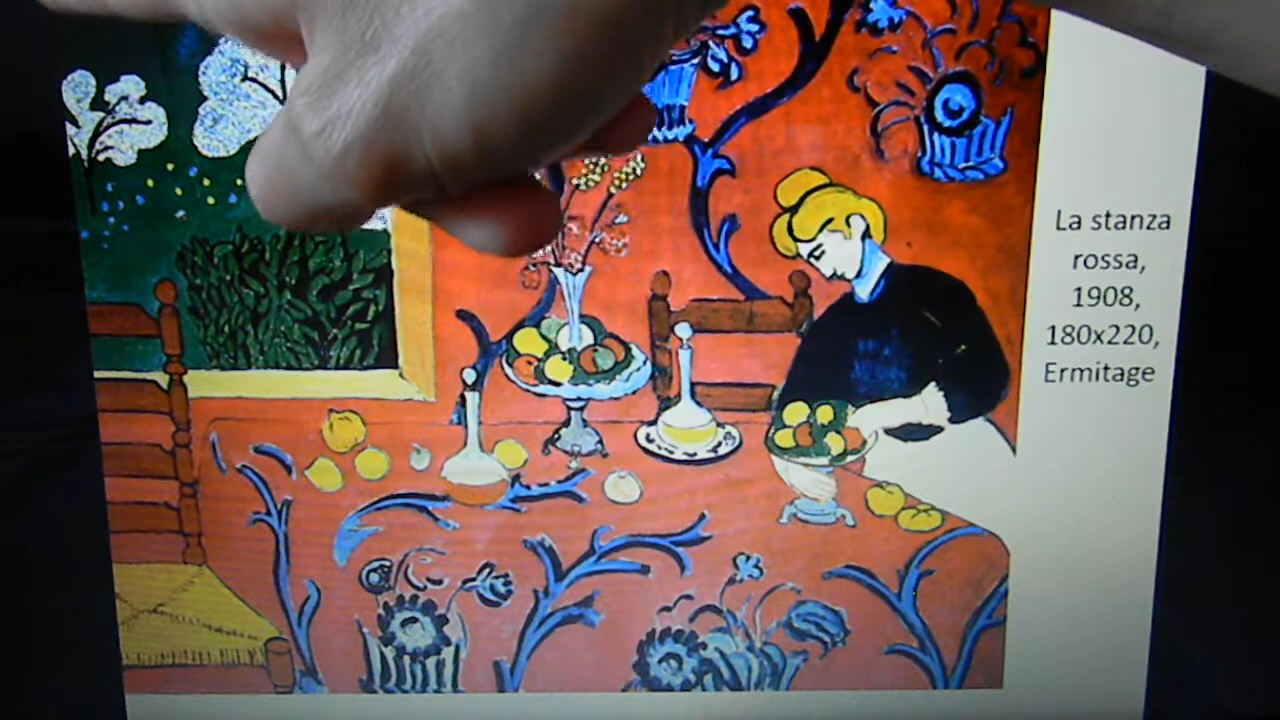 La stanza
rossa,
1908,
180x220,
Ermitage